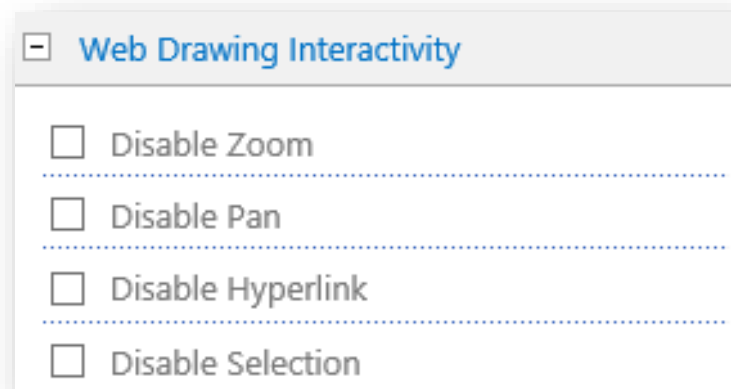 Web Drawing Interactivity
Disable Zoom
Disable Pan
Disable Hyperlink
Disable Selection